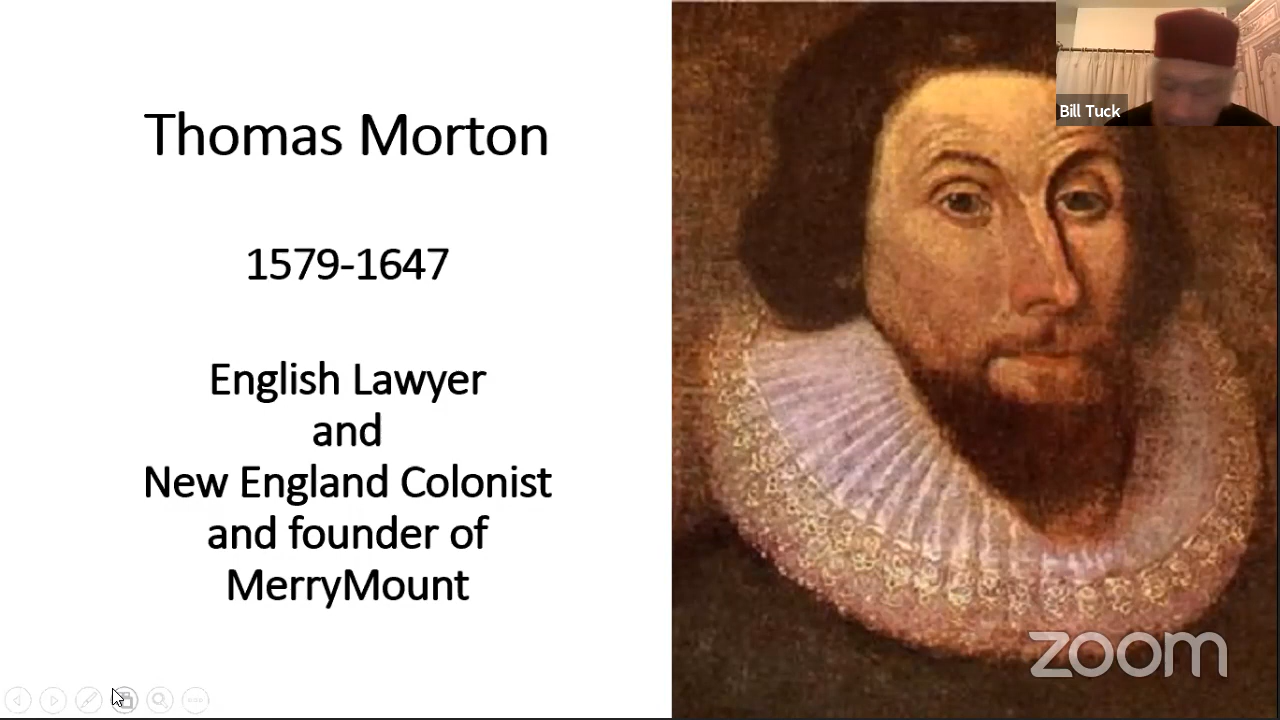 Thomas Morton
1579-1647
English Lawyer
and
New England Colonist
and founder of
MerryMount
Bill Tuck
zoom